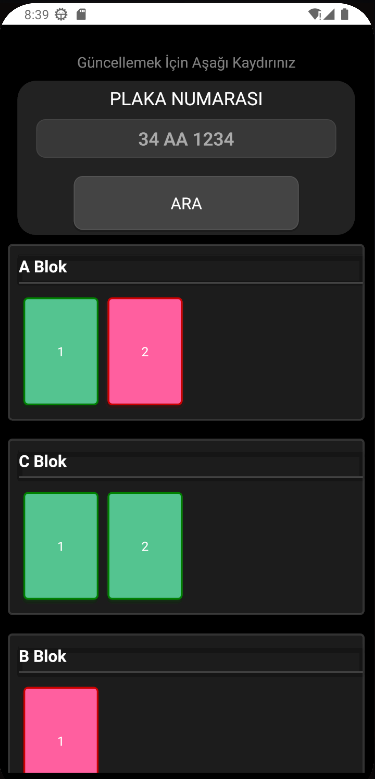 8:39
Güncellemek İçin Aşağı Kaydırınız
PLAKA NUMARASI
34 AA 1234
ARA
A Blok
1
2
C Blok
1
2
B Blok
1